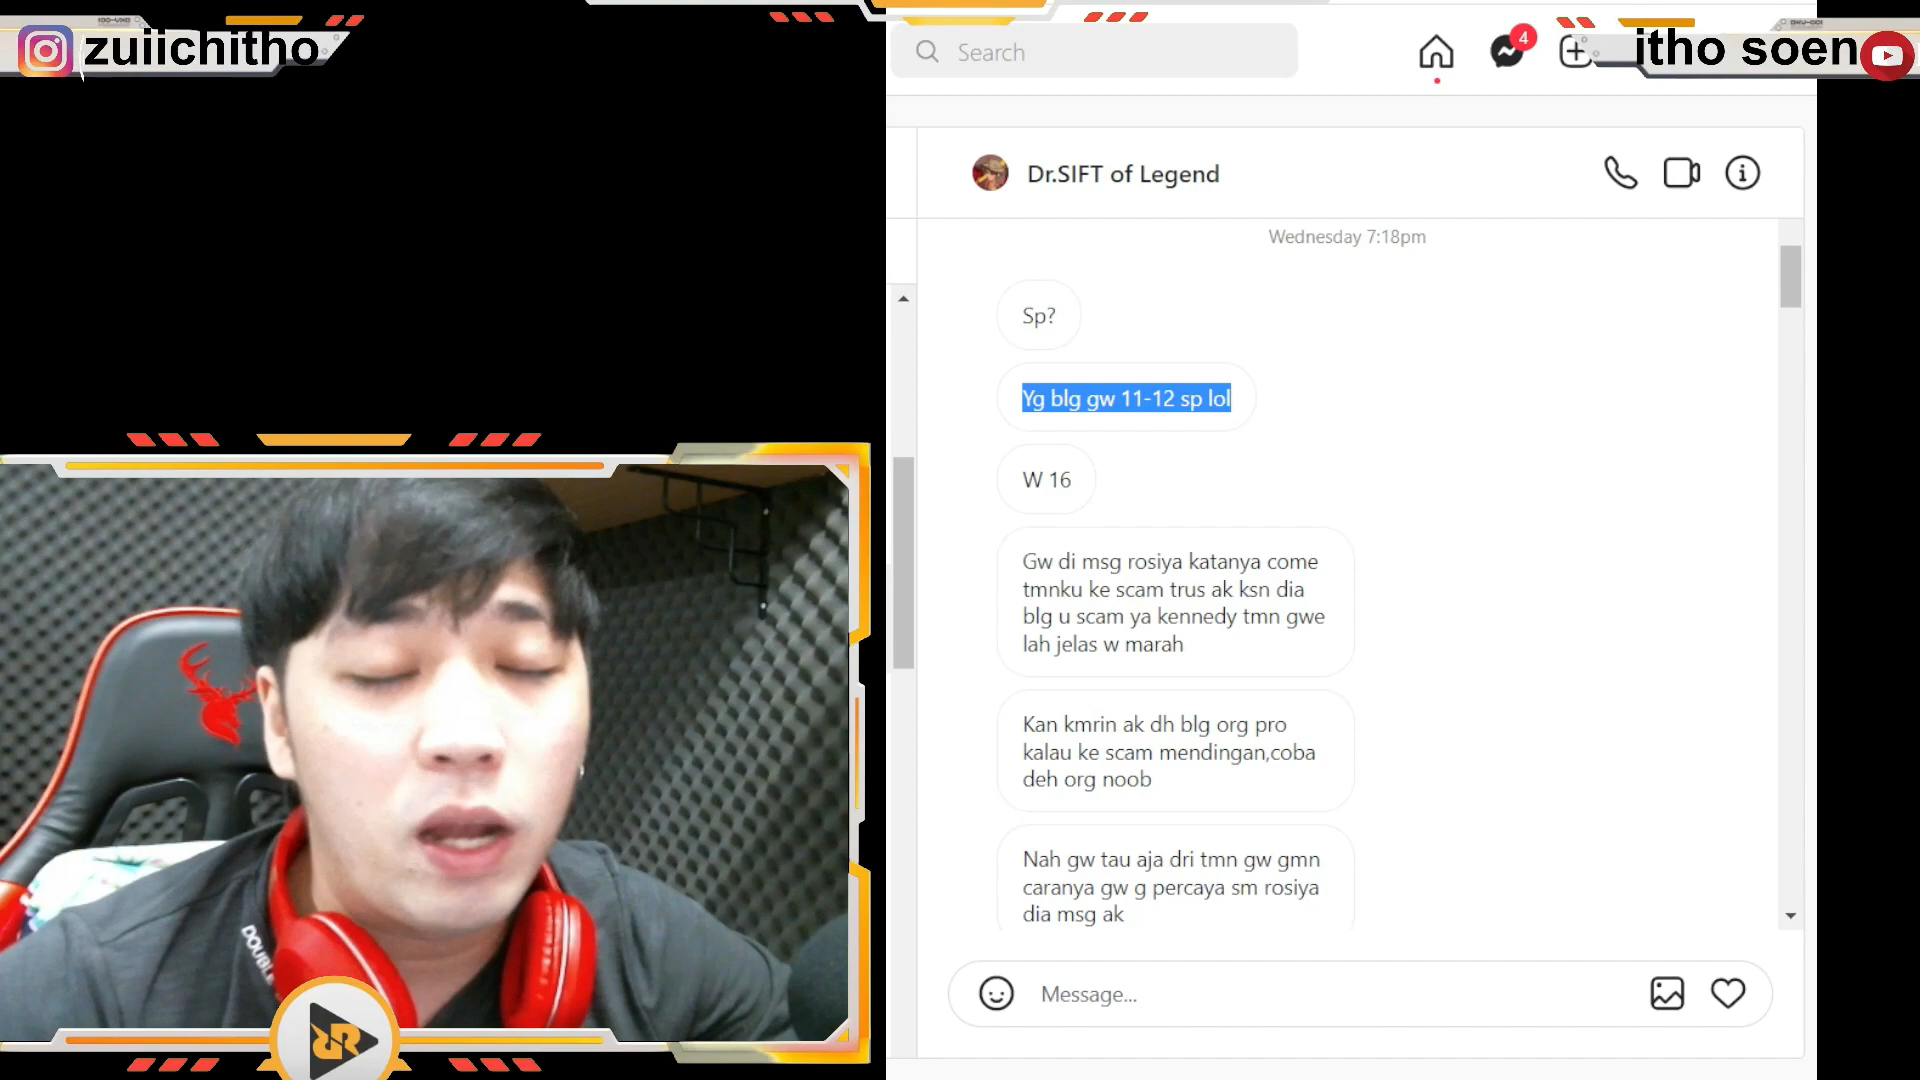 zuiichitho
itho soen
Search
4
Dr.SIFT of Legend
Wednesday 7:18pm
Sp?
Yg blg gw 11-12 sp lol
W 16
Gw di msg rosiya katanya come
tmnku ke scam trus ak ksn dia
blg u scam ya kennedy tmn gwe
lah jelas w marah
Kan kmrin ak dh blg org pro
kalau ke scam mendingan,coba
deh org noob
Nah gw tau aja dri tmn gw gmn
caranya gw g percaya sm rosiya
dia msg ak
Message...
DOUBLE